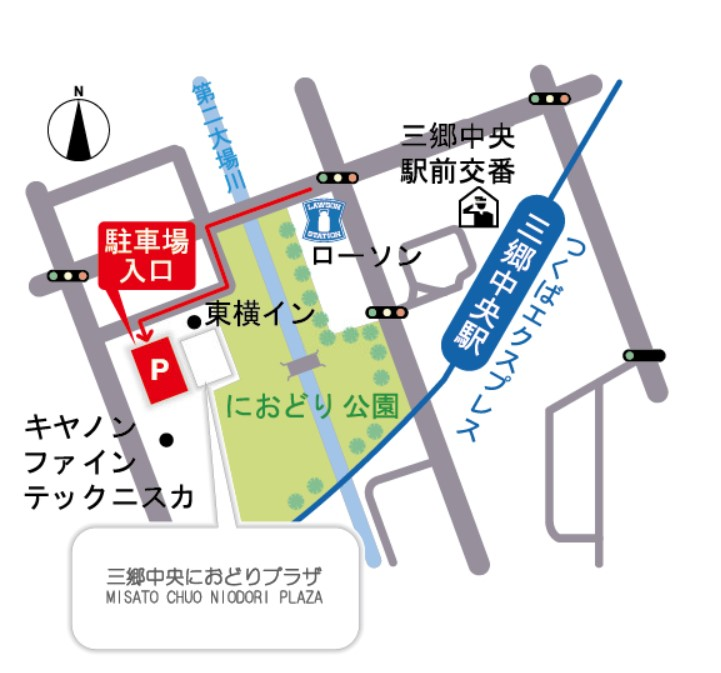 N
第二大場川
三郷中央
駅前交番
LAWSON
STATION
ローソン
駐車場
入口
三郷中央駅
つくばエクスプレス
東横イン
P
におどり公園
キヤノン
ファイン
テックニスカ
三郷中央におどりプラザ
MISATO CHUO NIODORI PLAZA